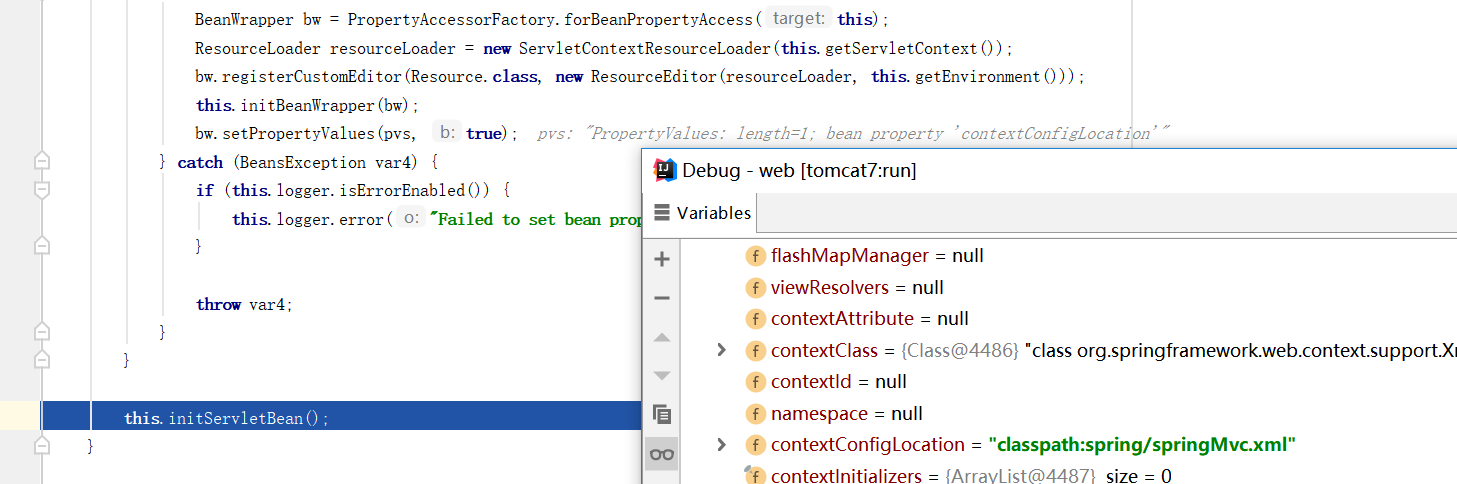 BeanWrapper bw = PropertyAccessorFactory.forBeanPropertyAccess( target: this);
ResourceLoader resourceLoader = new ServletContextResourceLoader(this.getServletContext());
bw.registerCustomEditor(Resource.class, new ResourceEditor(resourceLoader, this.getEnvironment()));
this.initBeanWrapper(bw);
bw.setPropertyValues(pvs, b: true); pvs: "PropertyValues: length=1; bean property 'contextConfigLocation'"
} catch (BeansException var4) {
if (this.logger.isErrorEnabled()) {
this.logger.error( o: "Failed to set bean prop
}
throw var4;
}
}
this.initServletBean();
}
Debug - web [tomcat7:run]
Variables
f flashMapManager = null
f viewResolvers = null
f contextAttribute = null
f contextClass = {Class@4486} "class org.springframework.web.context.support.X
f contextId = null
f namespace = null
f contextConfigLocation = "classpath:spring/springMvc.xml"
f contextInitializers = {ArrayList@4487} size = 0